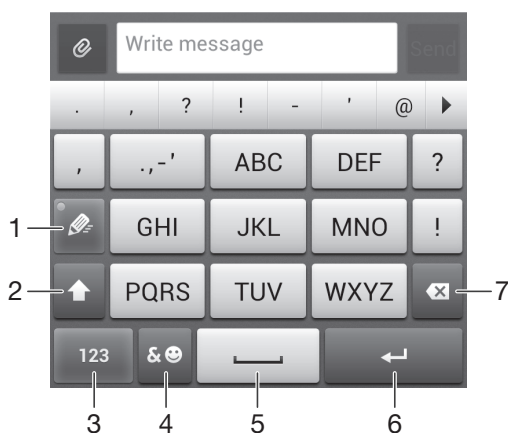 Write message Send
. , ? ! - ' @
, .,-' ABC DEF ?
1 GHI JKL MNO !
2 PQRS TUV WXYZ 7
123 &☻
3 4 5 6